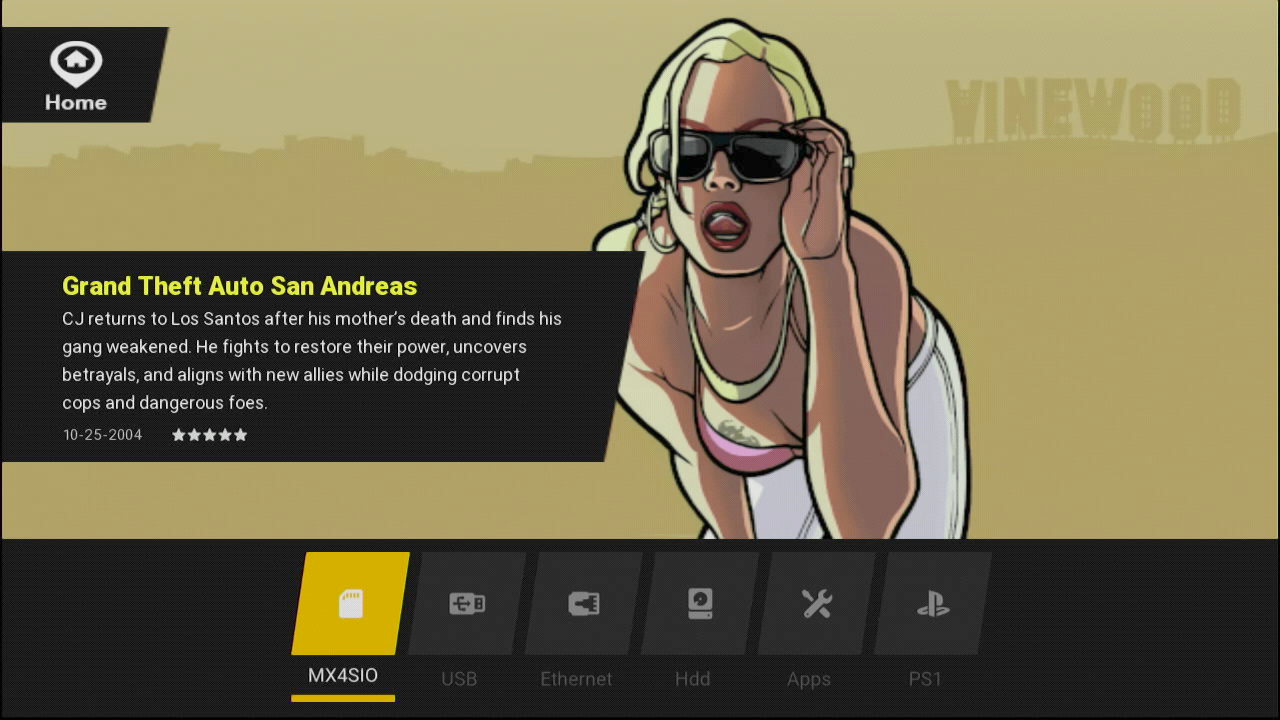 Home
VINEWOOD
Grand Theft Auto San Andreas
CJ returns to Los Santos after his mother’s death and finds his
gang weakened. He fights to restore their power, uncovers
betrayals, and aligns with new allies while dodging corrupt
cops and dangerous foes.
10-25-2004
MX4SIO
USB
Ethernet
Hdd
Apps
PS1